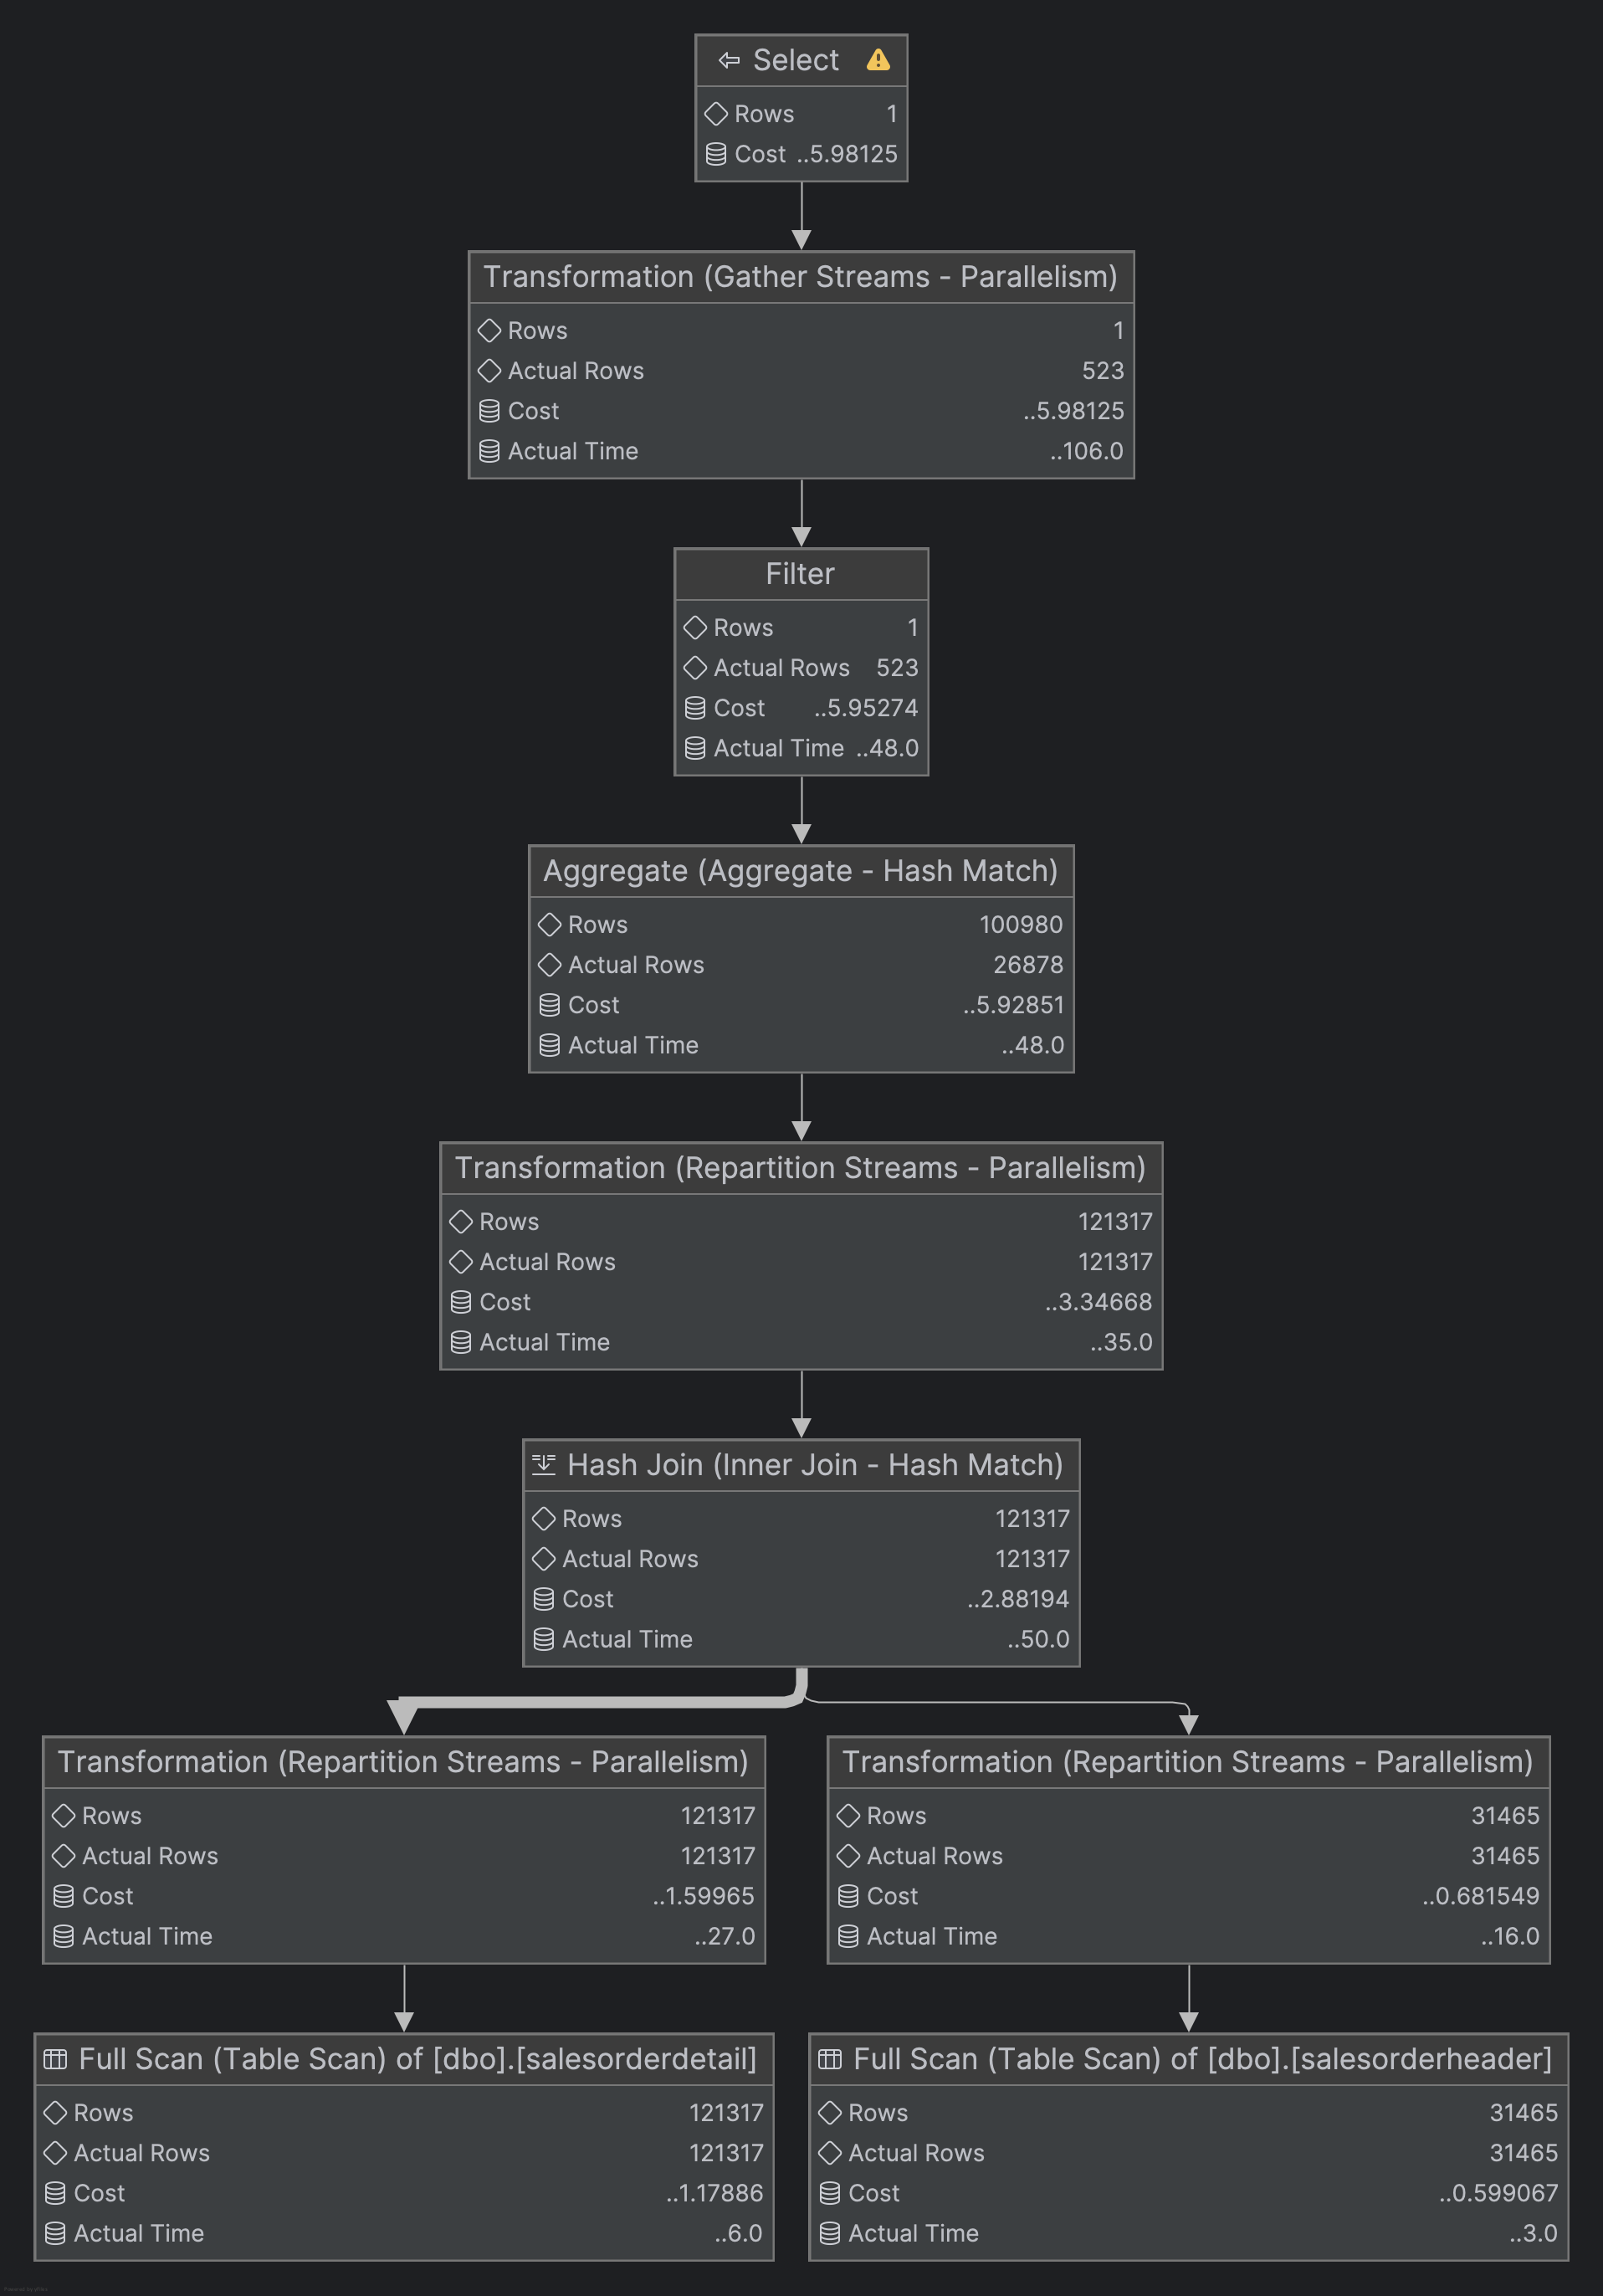 Select
Rows 1
Cost ..5.98125
Transformation (Gather Streams - Parallelism)
Rows 1
Actual Rows 523
Cost ..5.98125
Actual Time ..106.0
Filter
Rows 1
Actual Rows 523
Cost ..5.95274
Actual Time ..48.0
Aggregate (Aggregate - Hash Match)
Rows 100980
Actual Rows 26878
Cost ..5.92851
Actual Time ..48.0
Transformation (Repartition Streams - Parallelism)
Rows 121317
Actual Rows 121317
Cost ..3.34668
Actual Time ..35.0
Hash Join (Inner Join - Hash Match)
Rows 121317
Actual Rows 121317
Cost ..2.88194
Actual Time ..50.0
Transformation (Repartition Streams - Parallelism)
Rows 121317
Actual Rows 121317
Cost ..1.59965
Actual Time ..27.0
Transformation (Repartition Streams - Parallelism)
Rows 31465
Actual Rows 31465
Cost ..0.681549
Actual Time ..16.0
Full Scan (Table Scan) of [dbo].[salesorderdetail]
Rows 121317
Actual Rows 121317
Cost ..1.17886
Actual Time ..6.0
Full Scan (Table Scan) of [dbo].[salesorderheader]
Rows 31465
Actual Rows 31465
Cost ..0.599067
Actual Time ..3.0